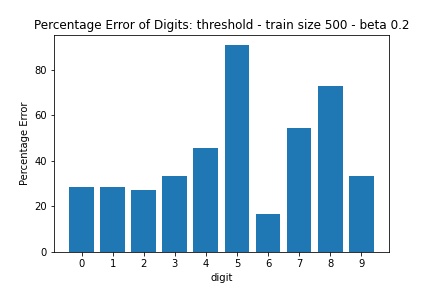 Percentage Error of Digits: threshold - train size 500 - beta 0.2
80
60
40
20
0
Percentage Error
0 1 2 3 4 5 6 7 8 9
digit